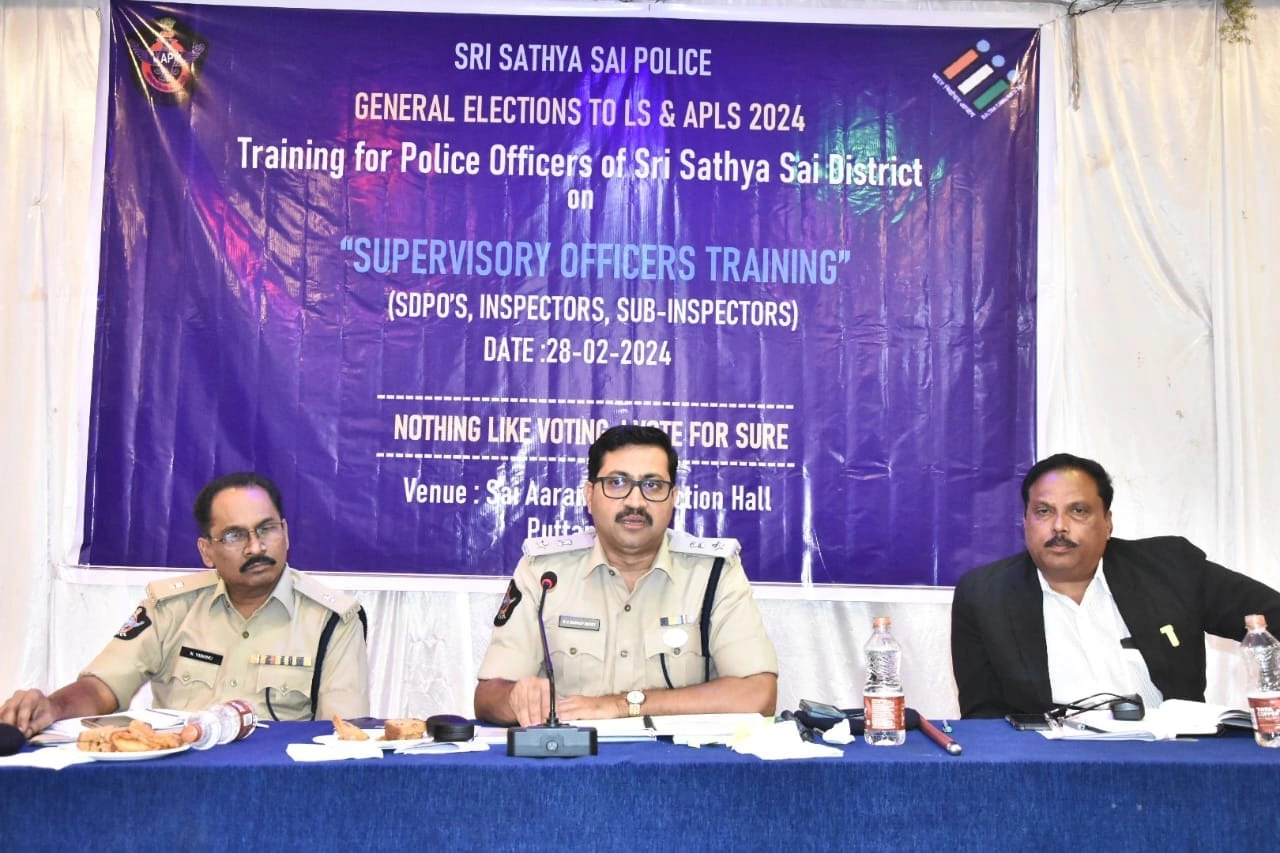 SRI SATHYA SAI POLICE
GENERAL ELECTIONS TO LS & APLS 2024
Training for Police Officers of Sri Sathya Sai District
on
“SUPERVISORY OFFICERS TRAINING”
(SDPO'S, INSPECTORS, SUB-INSPECTORS)
DATE :28-02-2024
NOTHING LIKE VOTING, I VOTE FOR SURE
Venue : Sai
Hall